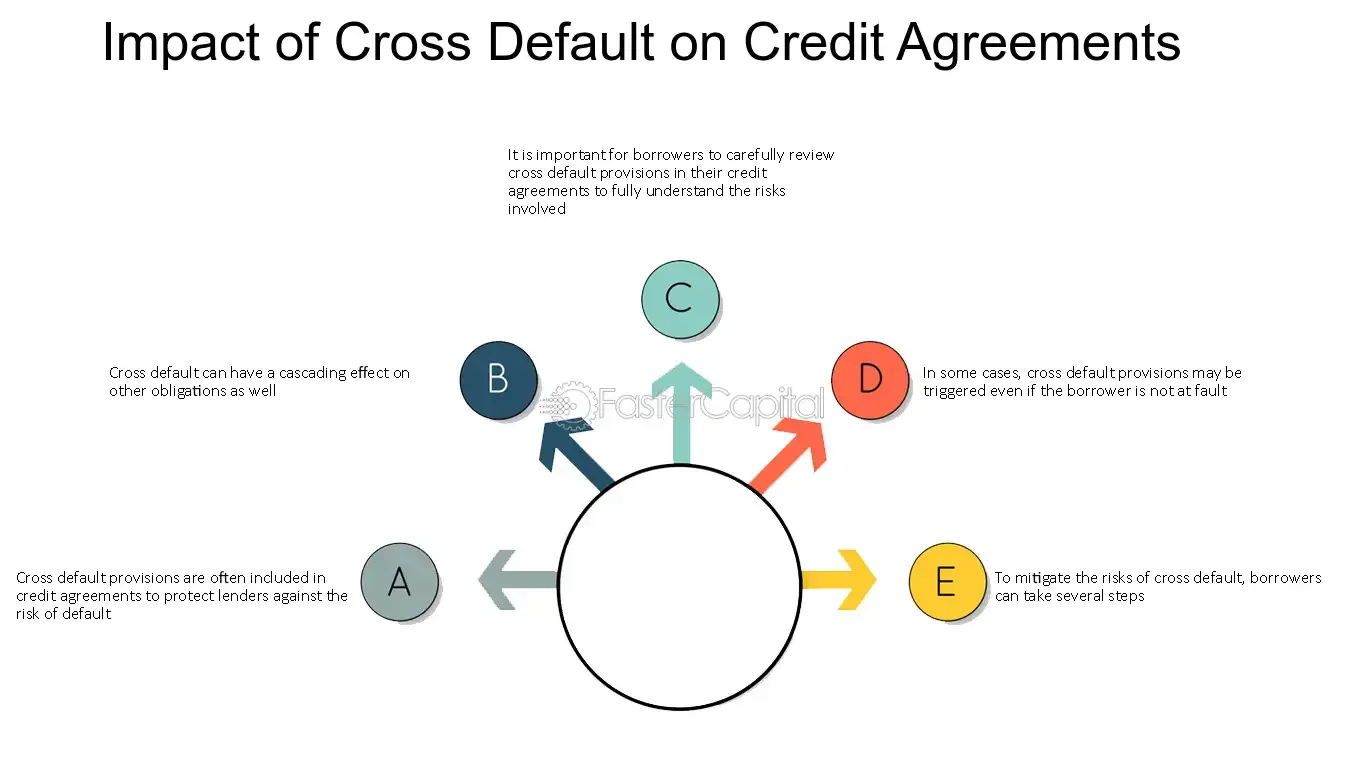 Impact of Cross Default on Credit Agreements
It is important for borrowers to carefully review
cross default provisions in their credit
agreements to fully understand the risks
involved
C
Cross default can have a cascading effect on
other obligations as well
B
FasterCapital
D
In some cases, cross default provisions may be
triggered even if the borrower is not at fault
Cross default provisions are often included in
credit agreements to protect lenders against the
risk of default
A
E
To mitigate the risks of cross default, borrowers
can take several steps